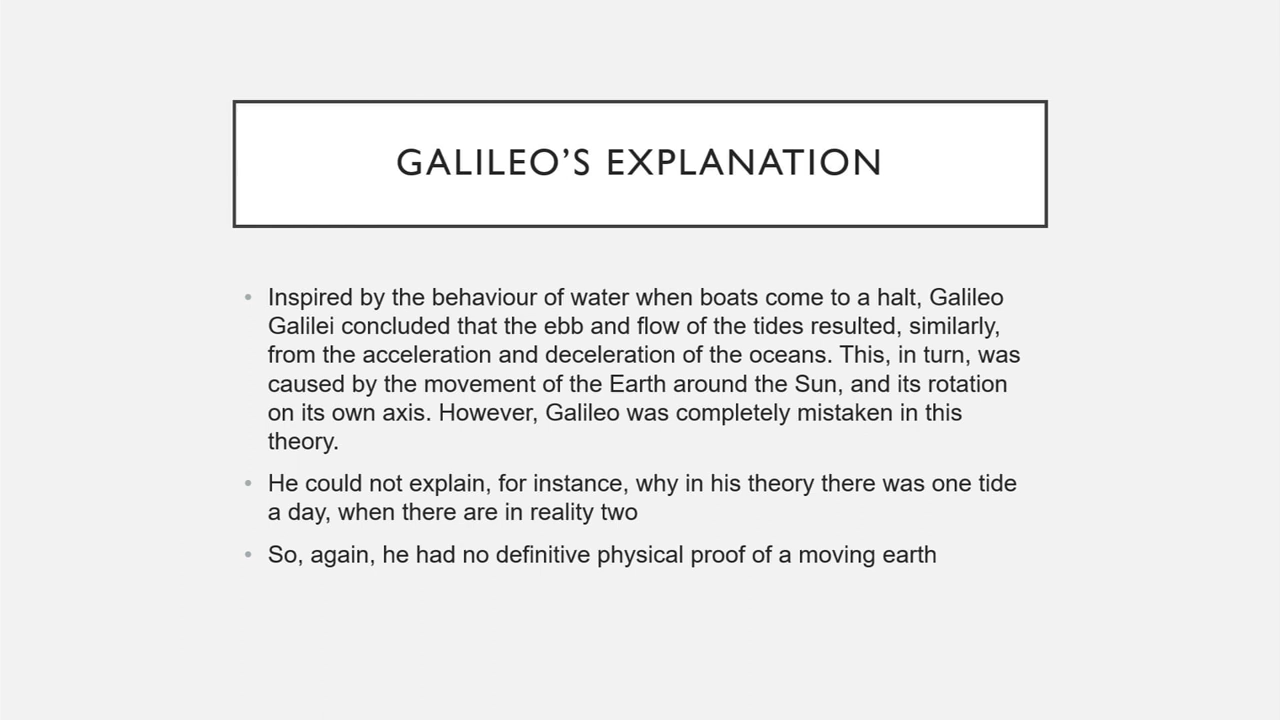 GALILEO’S EXPLANATION
• Inspired by the behaviour of water when boats come to a halt, Galileo
Galilei concluded that the ebb and flow of the tides resulted, similarly,
from the acceleration and deceleration of the oceans. This, in turn, was
caused by the movement of the Earth around the Sun, and its rotation
on its own axis. However, Galileo was completely mistaken in this
theory.
• He could not explain, for instance, why in his theory there was one tide
a day, when there are in reality two
• So, again, he had no definitive physical proof of a moving earth